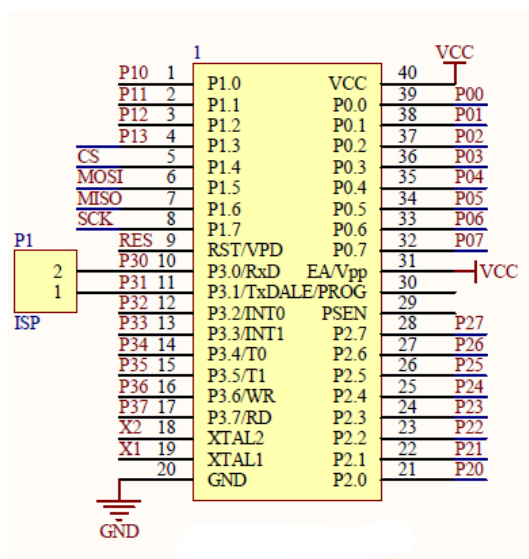 1
VCC
P10 1 P1.0 VCC 40
P11 2 P1.1 P0.0 39 P00
P12 3 P1.2 P0.1 38 P01
P13 4 P1.3 P0.2 37 P02
CS 5 P1.4 P0.3 36 P03
MOSI 6 P1.5 P0.4 35 P04
MISO 7 P1.6 P0.5 34 P05
SCK 8 P1.7 P0.6 33 P06
P1 RES 9 RST/VPD P0.7 32 P07
2 P30 10 P3.0/RxD EA/Vpp 31 VCC
1 P31 11 P3.1/TxD ALE/PROG 30
ISP P32 12 P3.2/INT0 PSEN 29
P33 13 P3.3/INT1 P2.7 28 P27
P34 14 P3.4/T0 P2.6 27 P26
P35 15 P3.5/T1 P2.5 26 P25
P36 16 P3.6/WR P2.4 25 P24
P37 17 P3.7/RD P2.3 24 P23
X2 18 XTAL2 P2.2 23 P22
X1 19 XTAL1 P2.1 22 P21
20 GND P2.0 21 P20
GND